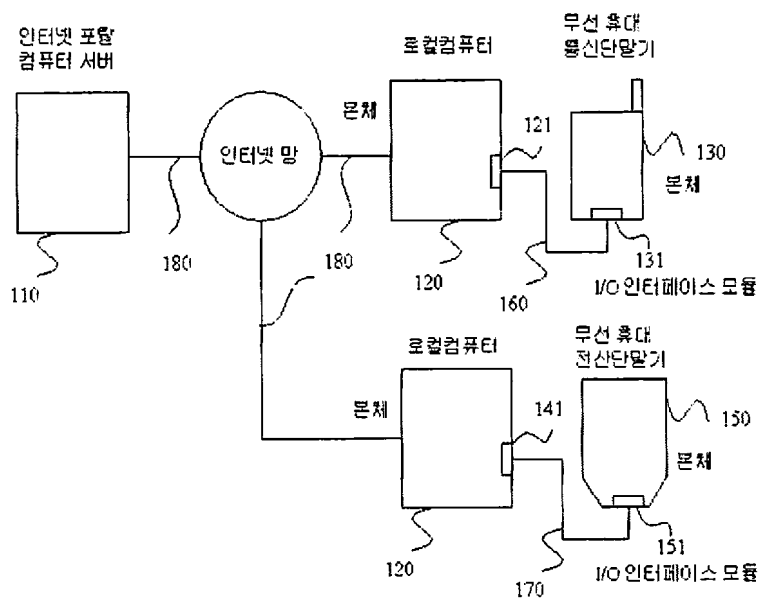 인터넷 포탈
컴퓨터 서버
110
180
인터넷 망
180
180
로컬컴퓨터
본체
121
120
160
무선 휴대
통신단말기
130
본체
131
I/O 인터페이스 모듈
로컬컴퓨터
본체
141
120
170
무선 휴대
전산단말기
150
본체
151
I/O 인터페이스 모듈